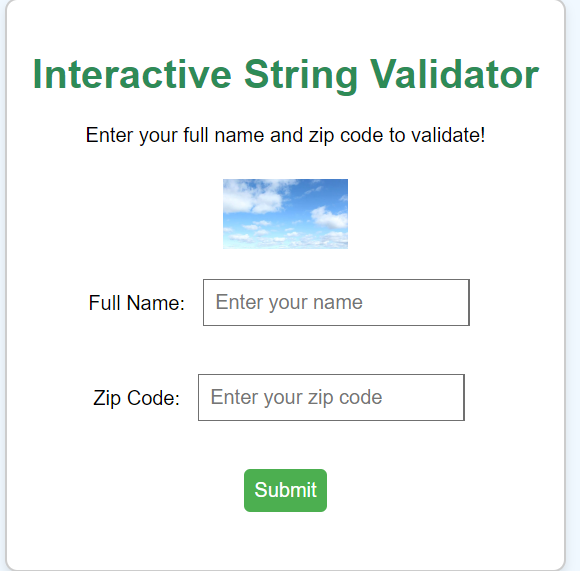 Interactive String Validator
Enter your full name and zip code to validate!
Full Name: Enter your name
Zip Code: Enter your zip code
Submit